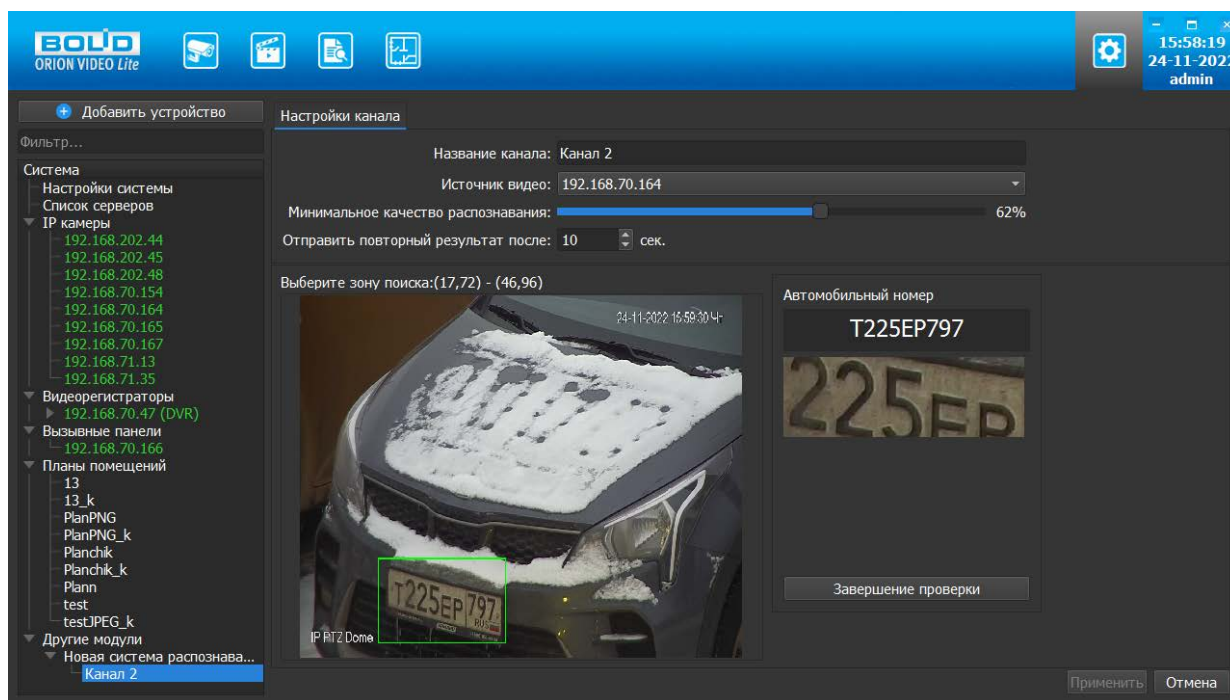 BOLID
ORION VIDEO Lite
15:58:19
24-11-2022
admin
Добавить устройство
Фильтр...
Система
Настройки системы
Список серверов
IP камеры
192.168.202.44
192.168.202.45
192.168.202.48
192.168.70.154
192.168.70.164
192.168.70.165
192.168.70.167
192.168.71.13
192.168.71.35
Видеорегистраторы
192.168.70.47 (DVR)
Вызывные панели
192.168.70.166
Планы помещений
13
13_k
PlanPNG
PlanPNG_k
Planchik
Planchik_k
Plann
test
testJPEG_k
Другие модули
Новая система распознава...
Канал 2
Настройки канала
Название канала: Канал 2
Источник видео: 192.168.70.164
Минимальное качество распознавания: 62%
Отправить повторный результат после: 10 сек.
Выберите зону поиска:(17,72) - (46,96)
24-11-2022 15:59:30 Чт
T225EP 797
RUS
IP PTZ Dome
Автомобильный номер
T225EP797
225EP
Завершение проверки
Применить
Отмена